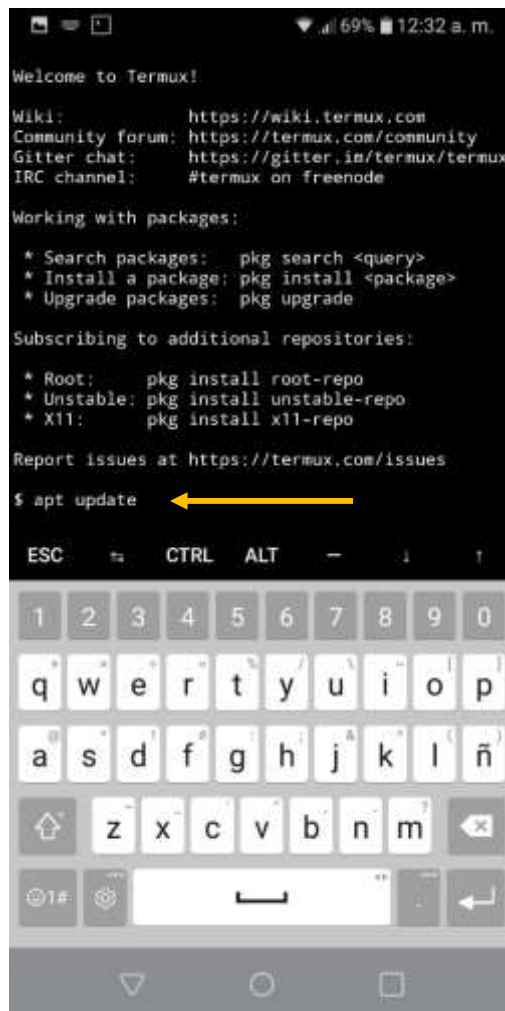 69% 12:32 a. m.
Welcome to Termux!
Wiki: https://wiki.termux.com
Community forum: https://termux.com/community
Gitter chat: https://gitter.im/termux/termux
IRC channel: #termux on freenode
Working with packages:
* Search packages: pkg search <query>
* Install a package: pkg install <package>
* Upgrade packages: pkg upgrade
Subscribing to additional repositories:
* Root: pkg install root-repo
* Unstable: pkg install unstable-repo
* X11: pkg install x11-repo
Report issues at https://termux.com/issues
$ apt update
ESC ⇆ CTRL ALT — ↓ ↑
1 2 3 4 5 6 7 8 9 0
q w e r t y u i o p
a s d f g h j k l ñ
z x c v b n m
☺1# .